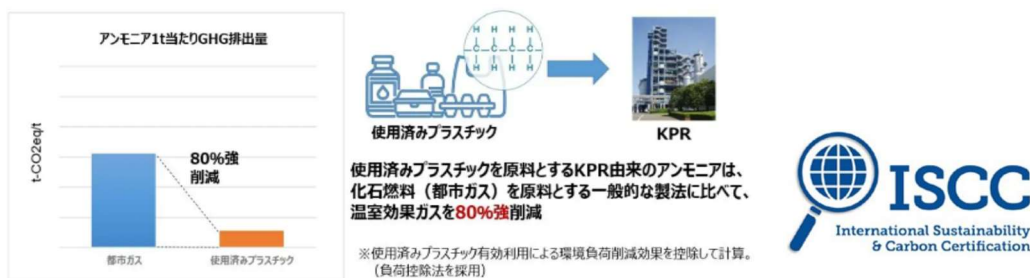 アンモニア1t当たりGHG排出量
t-CO2eq/t
80%強
削減
都市ガス
使用済みプラスチック
H H H H
C C C C
H H H H
使用済みプラスチック
KPR
使用済みプラスチックを原料とするKPR由来のアンモニアは、
化石燃料（都市ガス）を原料とする一般的な製法に比べて、
温室効果ガスを80%強削減
※使用済みプラスチック有効利用による環境負荷削減効果を控除して計算。
（負荷控除法を採用）
ISCC
International Sustainability
& Carbon Certification